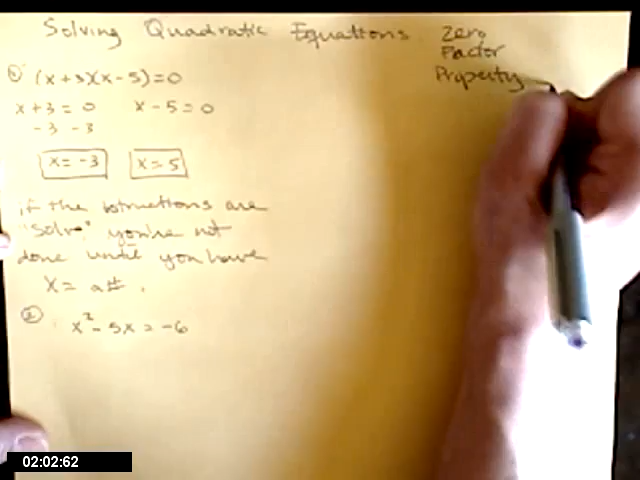 Solving Quadratic Equations
Zero
Factor
Property
① (x+3)(x-5)=0
x+3=0 x-5=0
-3 -3
x=-3 x=5
if the instructions are
"Solve" you're not
done until you have
x= a# .
② x²-5x=-6
02:02:62